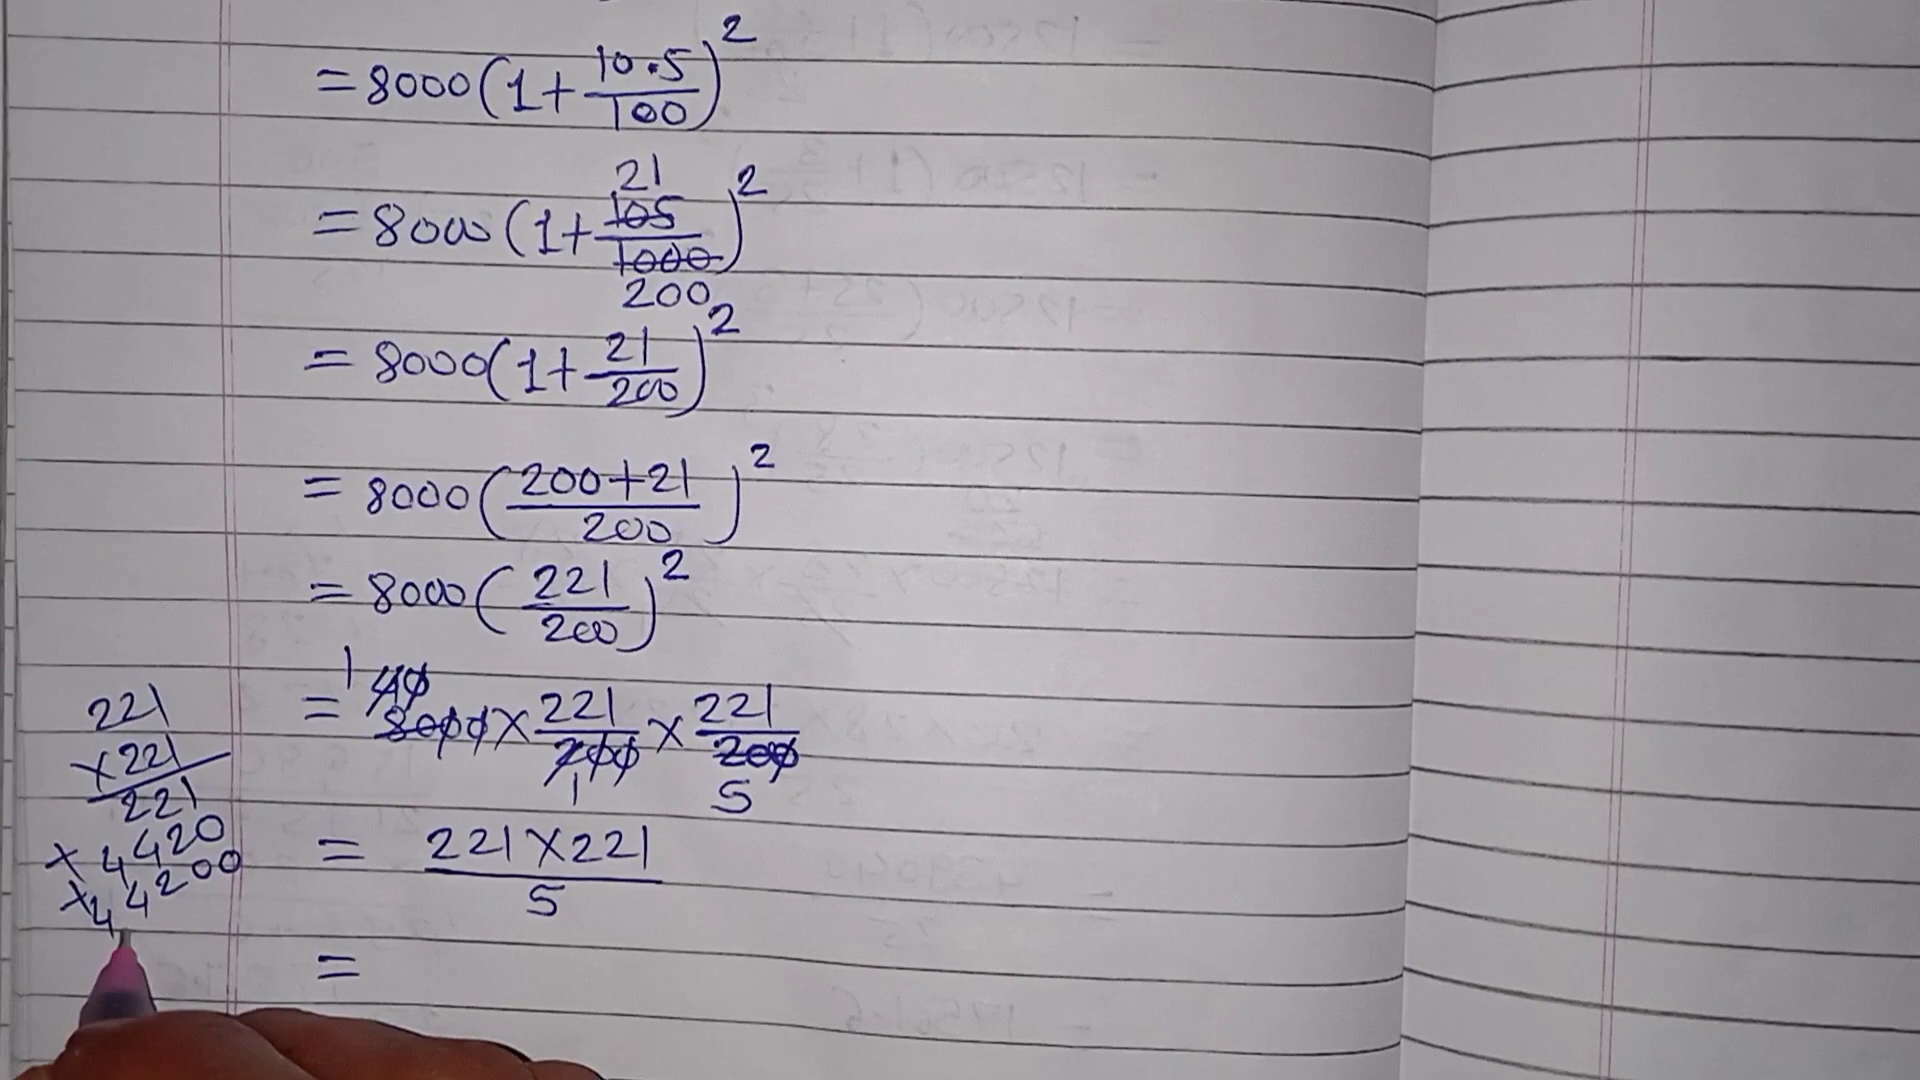 = 8000 (1 + 10.5/100)^2
= 8000 (1 + 105/1000)^2
21
200
= 8000 (1 + 21/200)^2
= 8000 (200+21/200)^2
= 8000 (221/200)^2
= 8000 × 221/200 × 221/200
1 40
1 5
= 221×221/5
=
221
×221
221
×4420
×44200